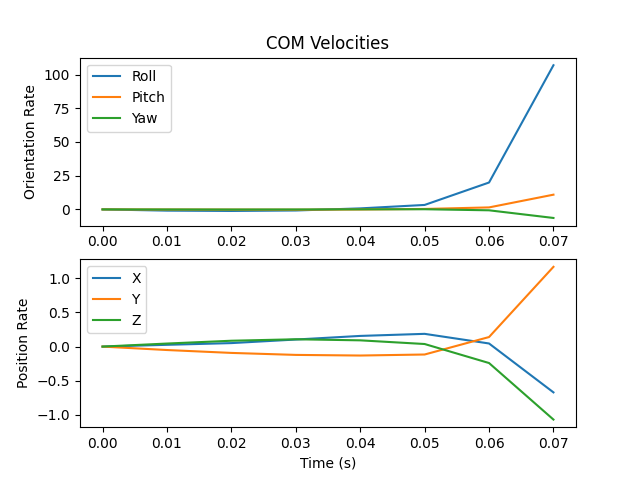 COM Velocities
Orientation Rate
100
75
50
25
0
Roll
Pitch
Yaw
0.00 0.01 0.02 0.03 0.04 0.05 0.06 0.07
Position Rate
1.0
0.5
0.0
−0.5
−1.0
X
Y
Z
0.00 0.01 0.02 0.03 0.04 0.05 0.06 0.07
Time (s)